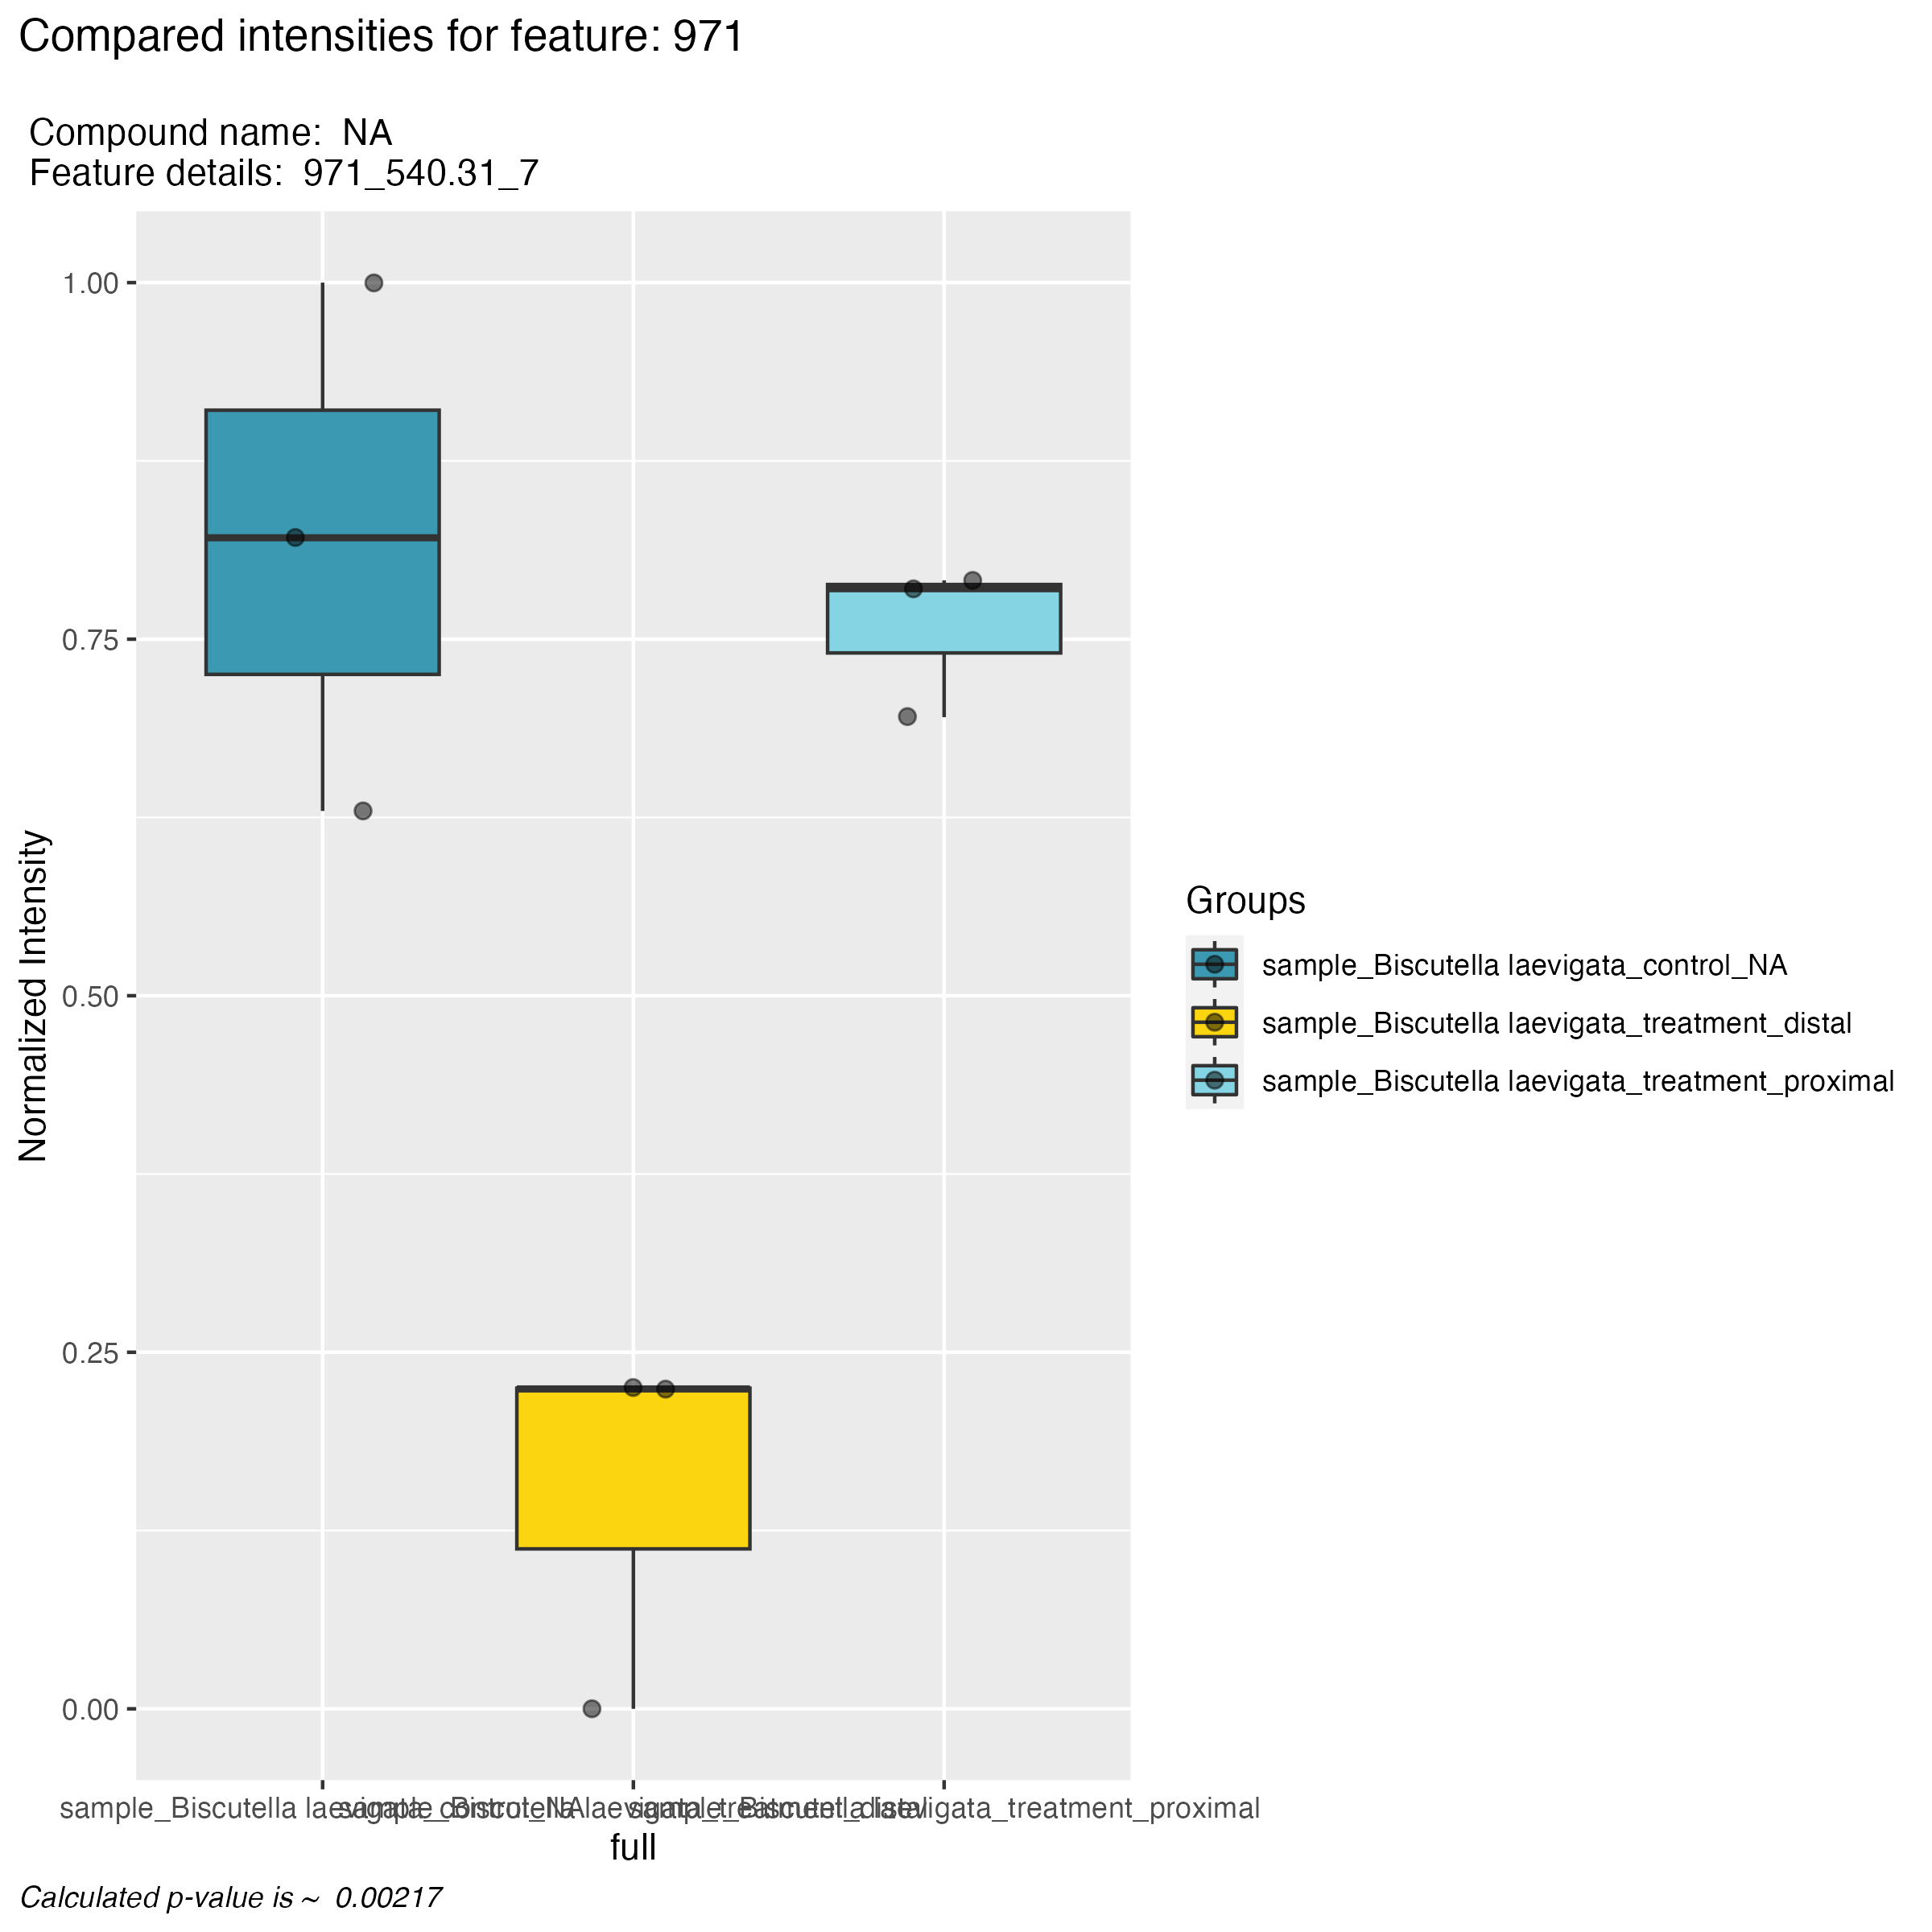 Compared intensities for feature: 971
Compound name:  NA
Feature details:  971_540.31_7
1.00
0.75
0.50
0.25
0.00
Normalized Intensity
Groups
sample_Biscutella laevigata_control_NA
sample_Biscutella laevigata_treatment_distal
sample_Biscutella laevigata_treatment_proximal
sample_Biscutella laevigata_control_NA
sample_Biscutella laevigata_treatment_distal
sample_Biscutella laevigata_treatment_proximal
full
Calculated p-value is ~  0.00217